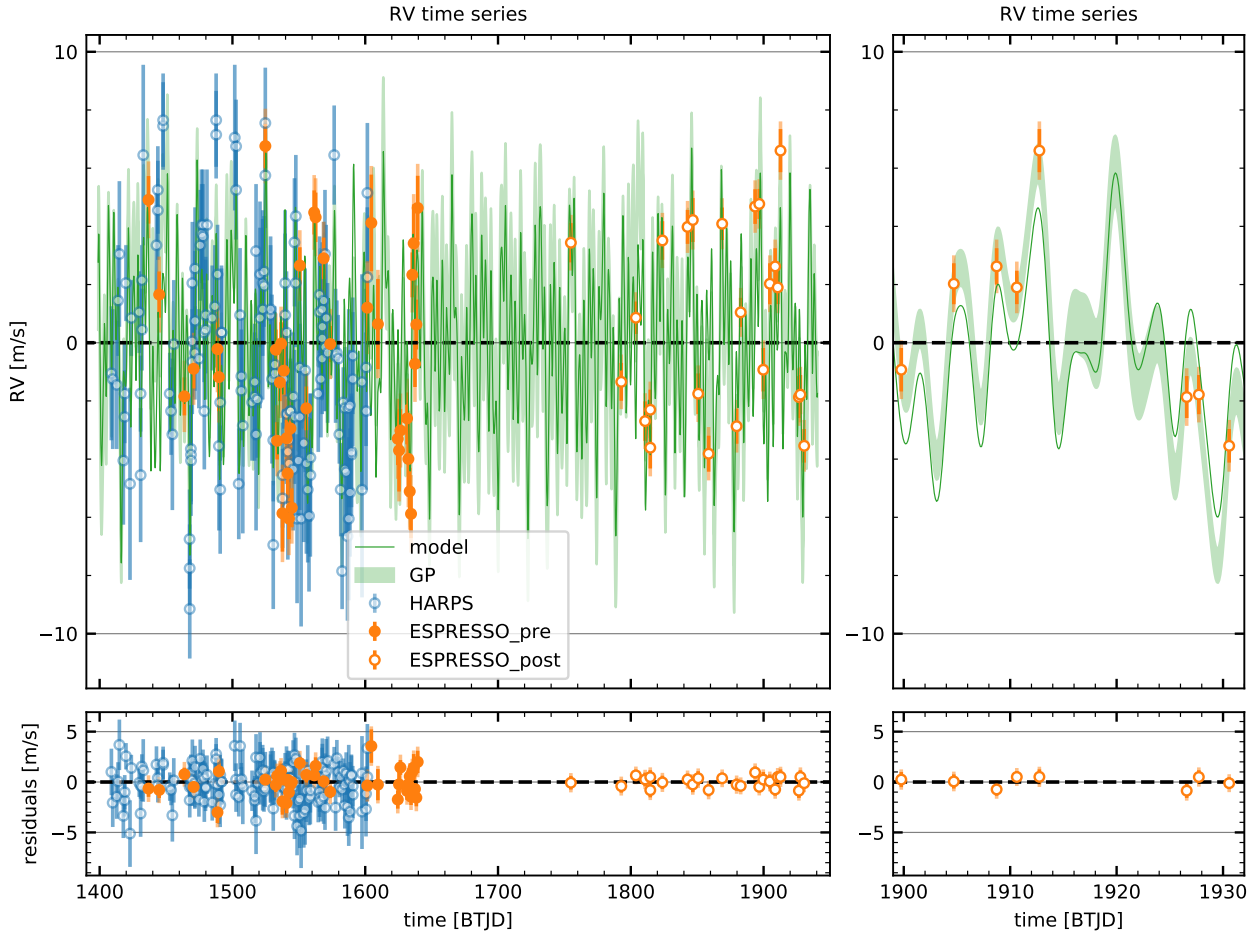 RV time series
RV time series
10
0
−10
RV [m/s]
10
0
−10
model
GP
HARPS
ESPRESSO_pre
ESPRESSO_post
5
0
−5
residuals [m/s]
5
0
−5
1400 1500 1600 1700 1800 1900
time [BTJD]
1900 1910 1920 1930
time [BTJD]